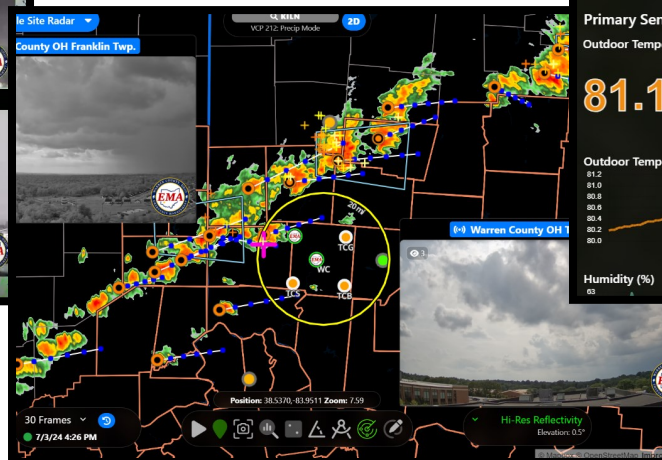 le Site Radar
County OH Franklin Twp.
EMA
KILN
VCP 212: Precip Mode
2D
20 mi
EMA
TCG
EMA
WC
TCS
TCB
Warren County OH T
1
Position: 38.5370,-83.9511 Zoom: 7.59
30 Frames
7/3/24 4:26 PM
Hi-Res Reflectivity
Elevation: 0.5°
© OpenStreetMap
Primary Sen
Outdoor Tempe
81.1
Outdoor Tempe
81.2
81.0
80.8
80.6
80.4
80.2
80.0
Humidity (%)
63